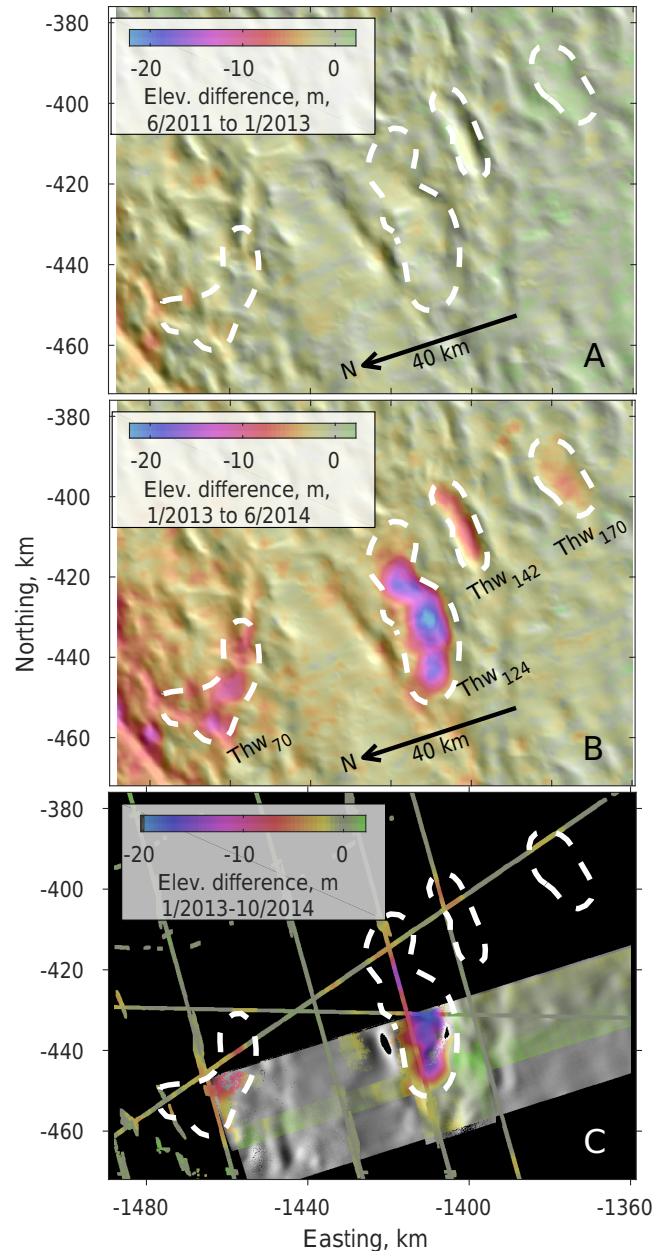 -380
-400
-420
-440
-460
-20
-10
0
Elev. difference, m,
6/2011 to 1/2013
N
40 km
A
-380
-400
-420
-440
-460
Northing, km
-20
-10
0
Elev. difference, m,
1/2013 to 6/2014
Thw 170
Thw 142
Thw 124
Thw 70
N
40 km
B
-380
-400
-420
-440
-460
-20
-10
0
Elev. difference, m
1/2013-10/2014
C
-1480
-1440
-1400
-1360
Easting, km